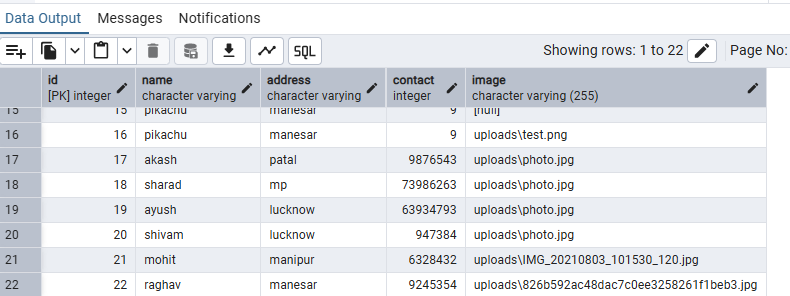 Data Output Messages Notifications
SQL Showing rows: 1 to 22 Page No:
id name address contact image
[PK] integer character varying character varying integer character varying (255)
15 15 pikachu manesar 9 [null]
16 16 pikachu manesar 9 uploads\test.png
17 17 akash patal 9876543 uploads\photo.jpg
18 18 sharad mp 73986263 uploads\photo.jpg
19 19 ayush lucknow 63934793 uploads\photo.jpg
20 20 shivam lucknow 947384 uploads\photo.jpg
21 21 mohit manipur 6328432 uploads\IMG_20210803_101530_120.jpg
22 22 raghav manesar 9245354 uploads\826b592ac48dac7c0ee3258261f1beb3.jpg